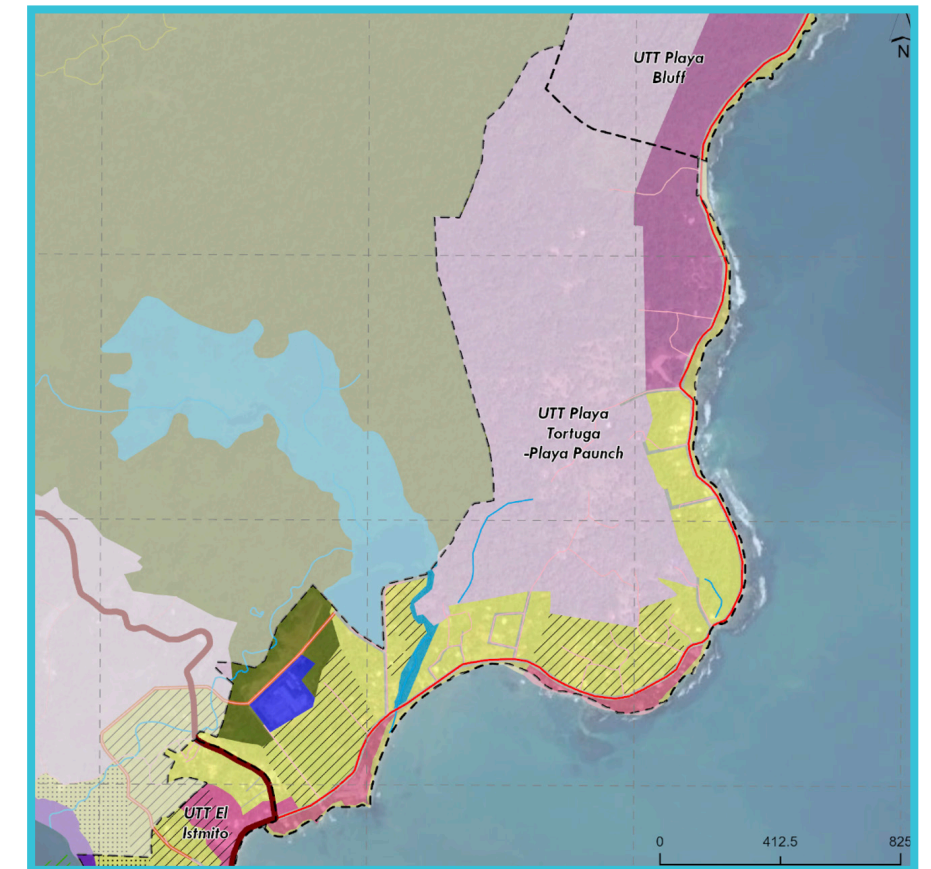 UTT Playa
Bluff
N
UTT Playa
Tortuga
-Playa Paunch
UTT El
Istmito
0 412.5 825